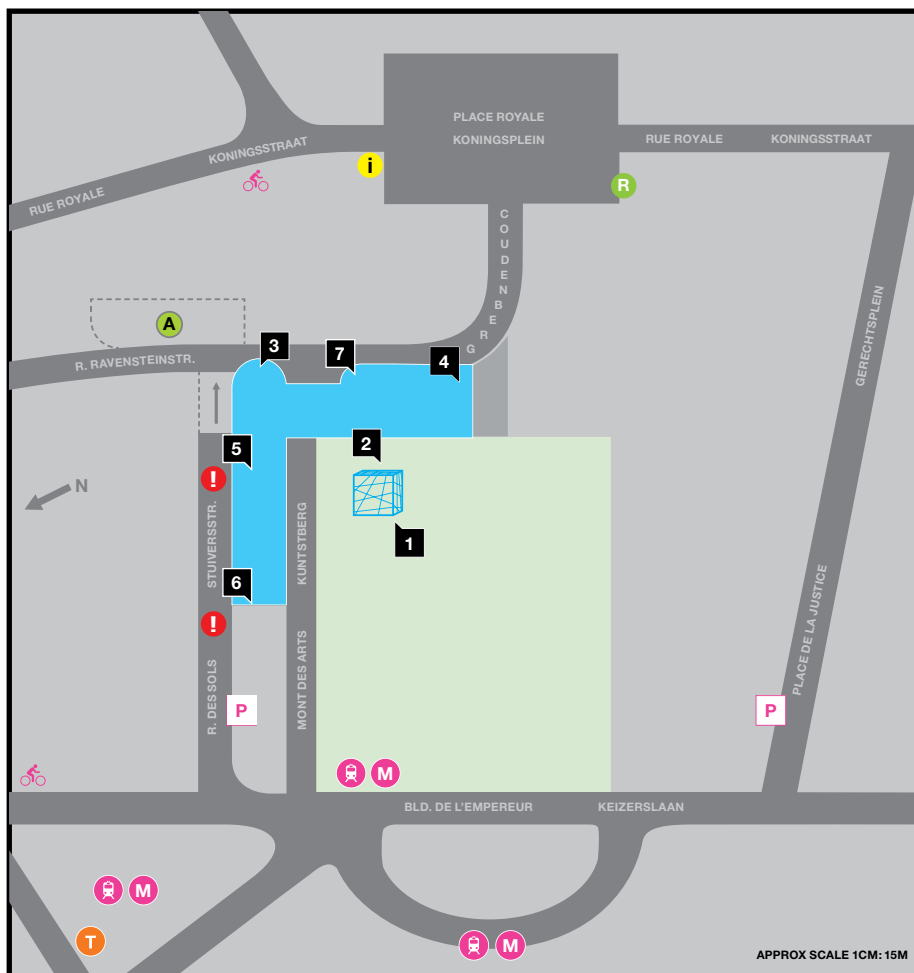 PLACE ROYALE
KONINGSPLEIN
RUE ROYALE
KONINGSSTRAAT
RUE ROYALE
KONINGSSTRAAT
i
R
COUDENBERG
A
R. RAVENSTEINSTR.
3
7
4
GERECHTSPLEIN
PLACE DE LA JUSTICE
5
2
!
N
1
STUIVERSSTR.
KUNTSTBERG
6
!
R. DES SOLS
MONT DES ARTS
P
P
M
BLD. DE L'EMPEREUR
KEIZERSLAAN
M
T
M
APPROX SCALE 1CM: 15M